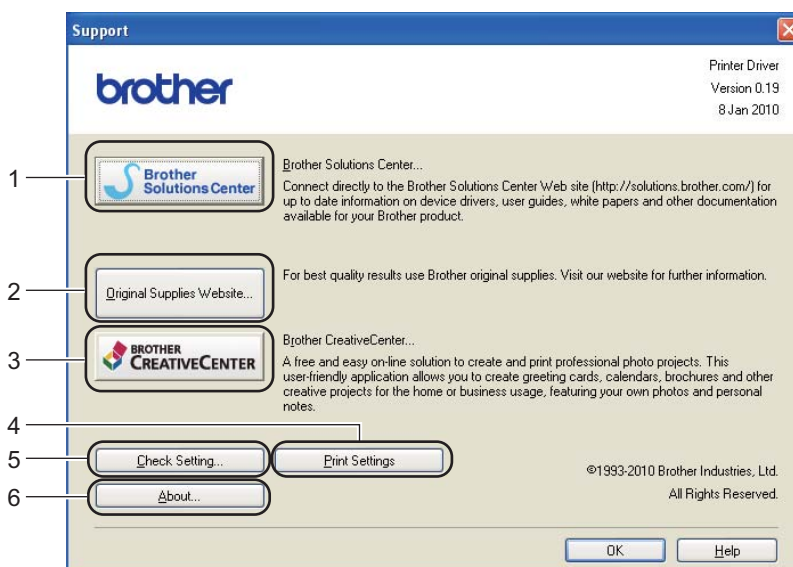 Support
brother
Printer Driver
Version 0.19
8 Jan 2010
1
Brother
Solutions Center
Brother Solutions Center...
Connect directly to the Brother Solutions Center Web site (http://solutions.brother.com/) for
up to date information on device drivers, user guides, white papers and other documentation
available for your Brother product.
2
Original Supplies Website...
For best quality results use Brother original supplies. Visit our website for further information.
3
BROTHER
CREATIVECENTER
Brother CreativeCenter...
A free and easy on-line solution to create and print professional photo projects. This
user-friendly application allows you to create greeting cards, calendars, brochures and other
creative projects for the home or business usage, featuring your own photos and personal
notes.
4
5
Check Setting...
Print Settings
©1993-2010 Brother Industries, Ltd.
6
About...
All Rights Reserved.
OK
Help